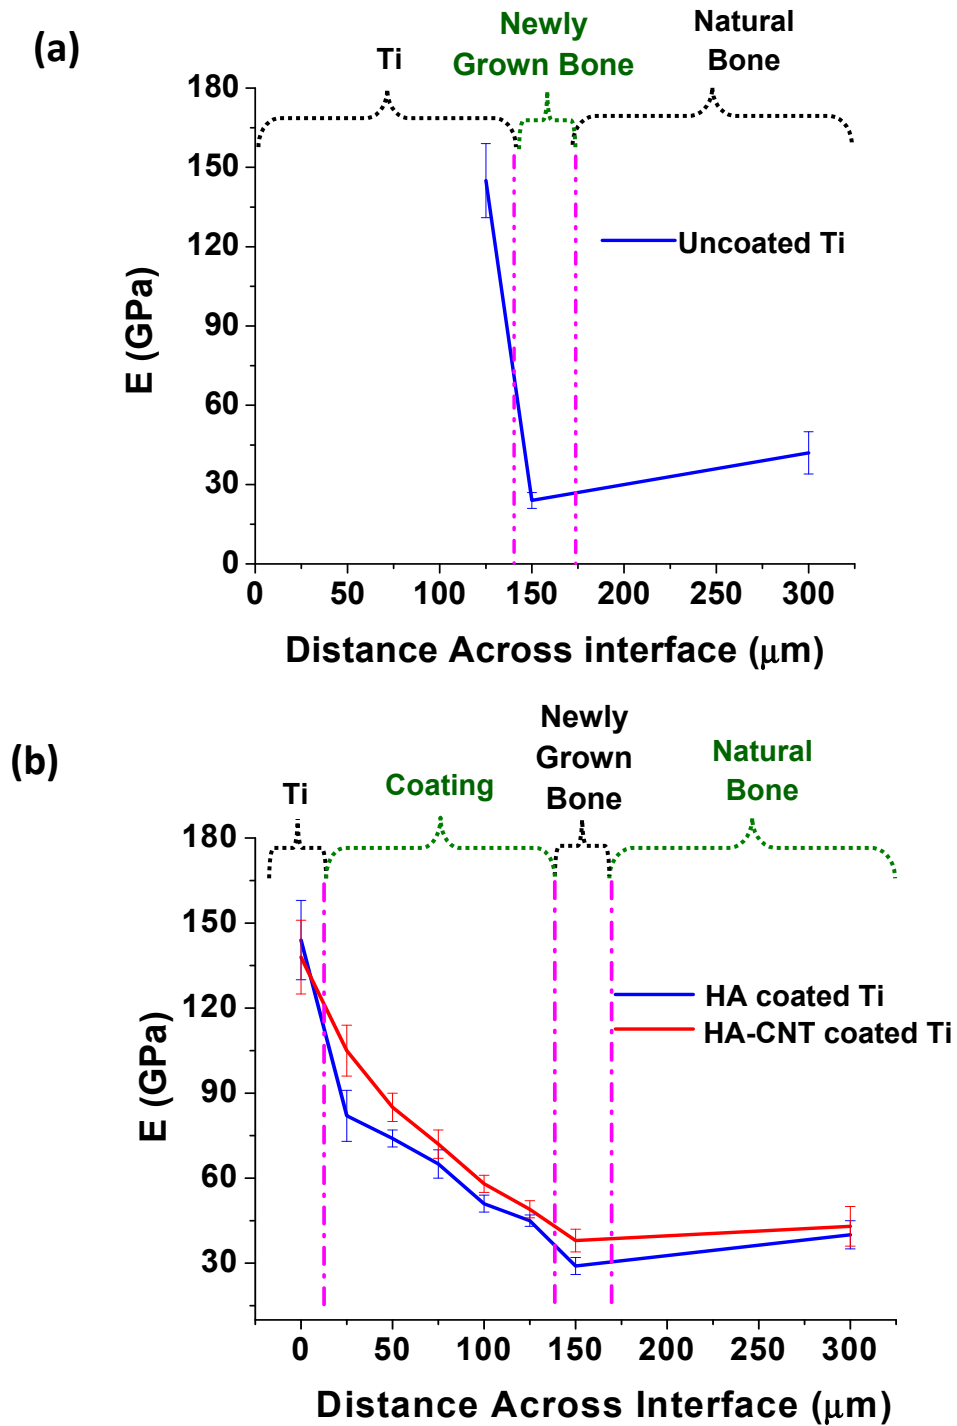 (a)
Ti
Newly
Grown Bone
Natural
Bone
180
150
120
90
60
30
0
E (GPa)
Uncoated Ti
0 50 100 150 200 250 300
Distance Across interface (μm)
(b)
Ti
Coating
Newly
Grown
Bone
Natural
Bone
180
150
120
90
60
30
E (GPa)
HA coated Ti
HA-CNT coated Ti
0 50 100 150 200 250 300
Distance Across Interface (μm)